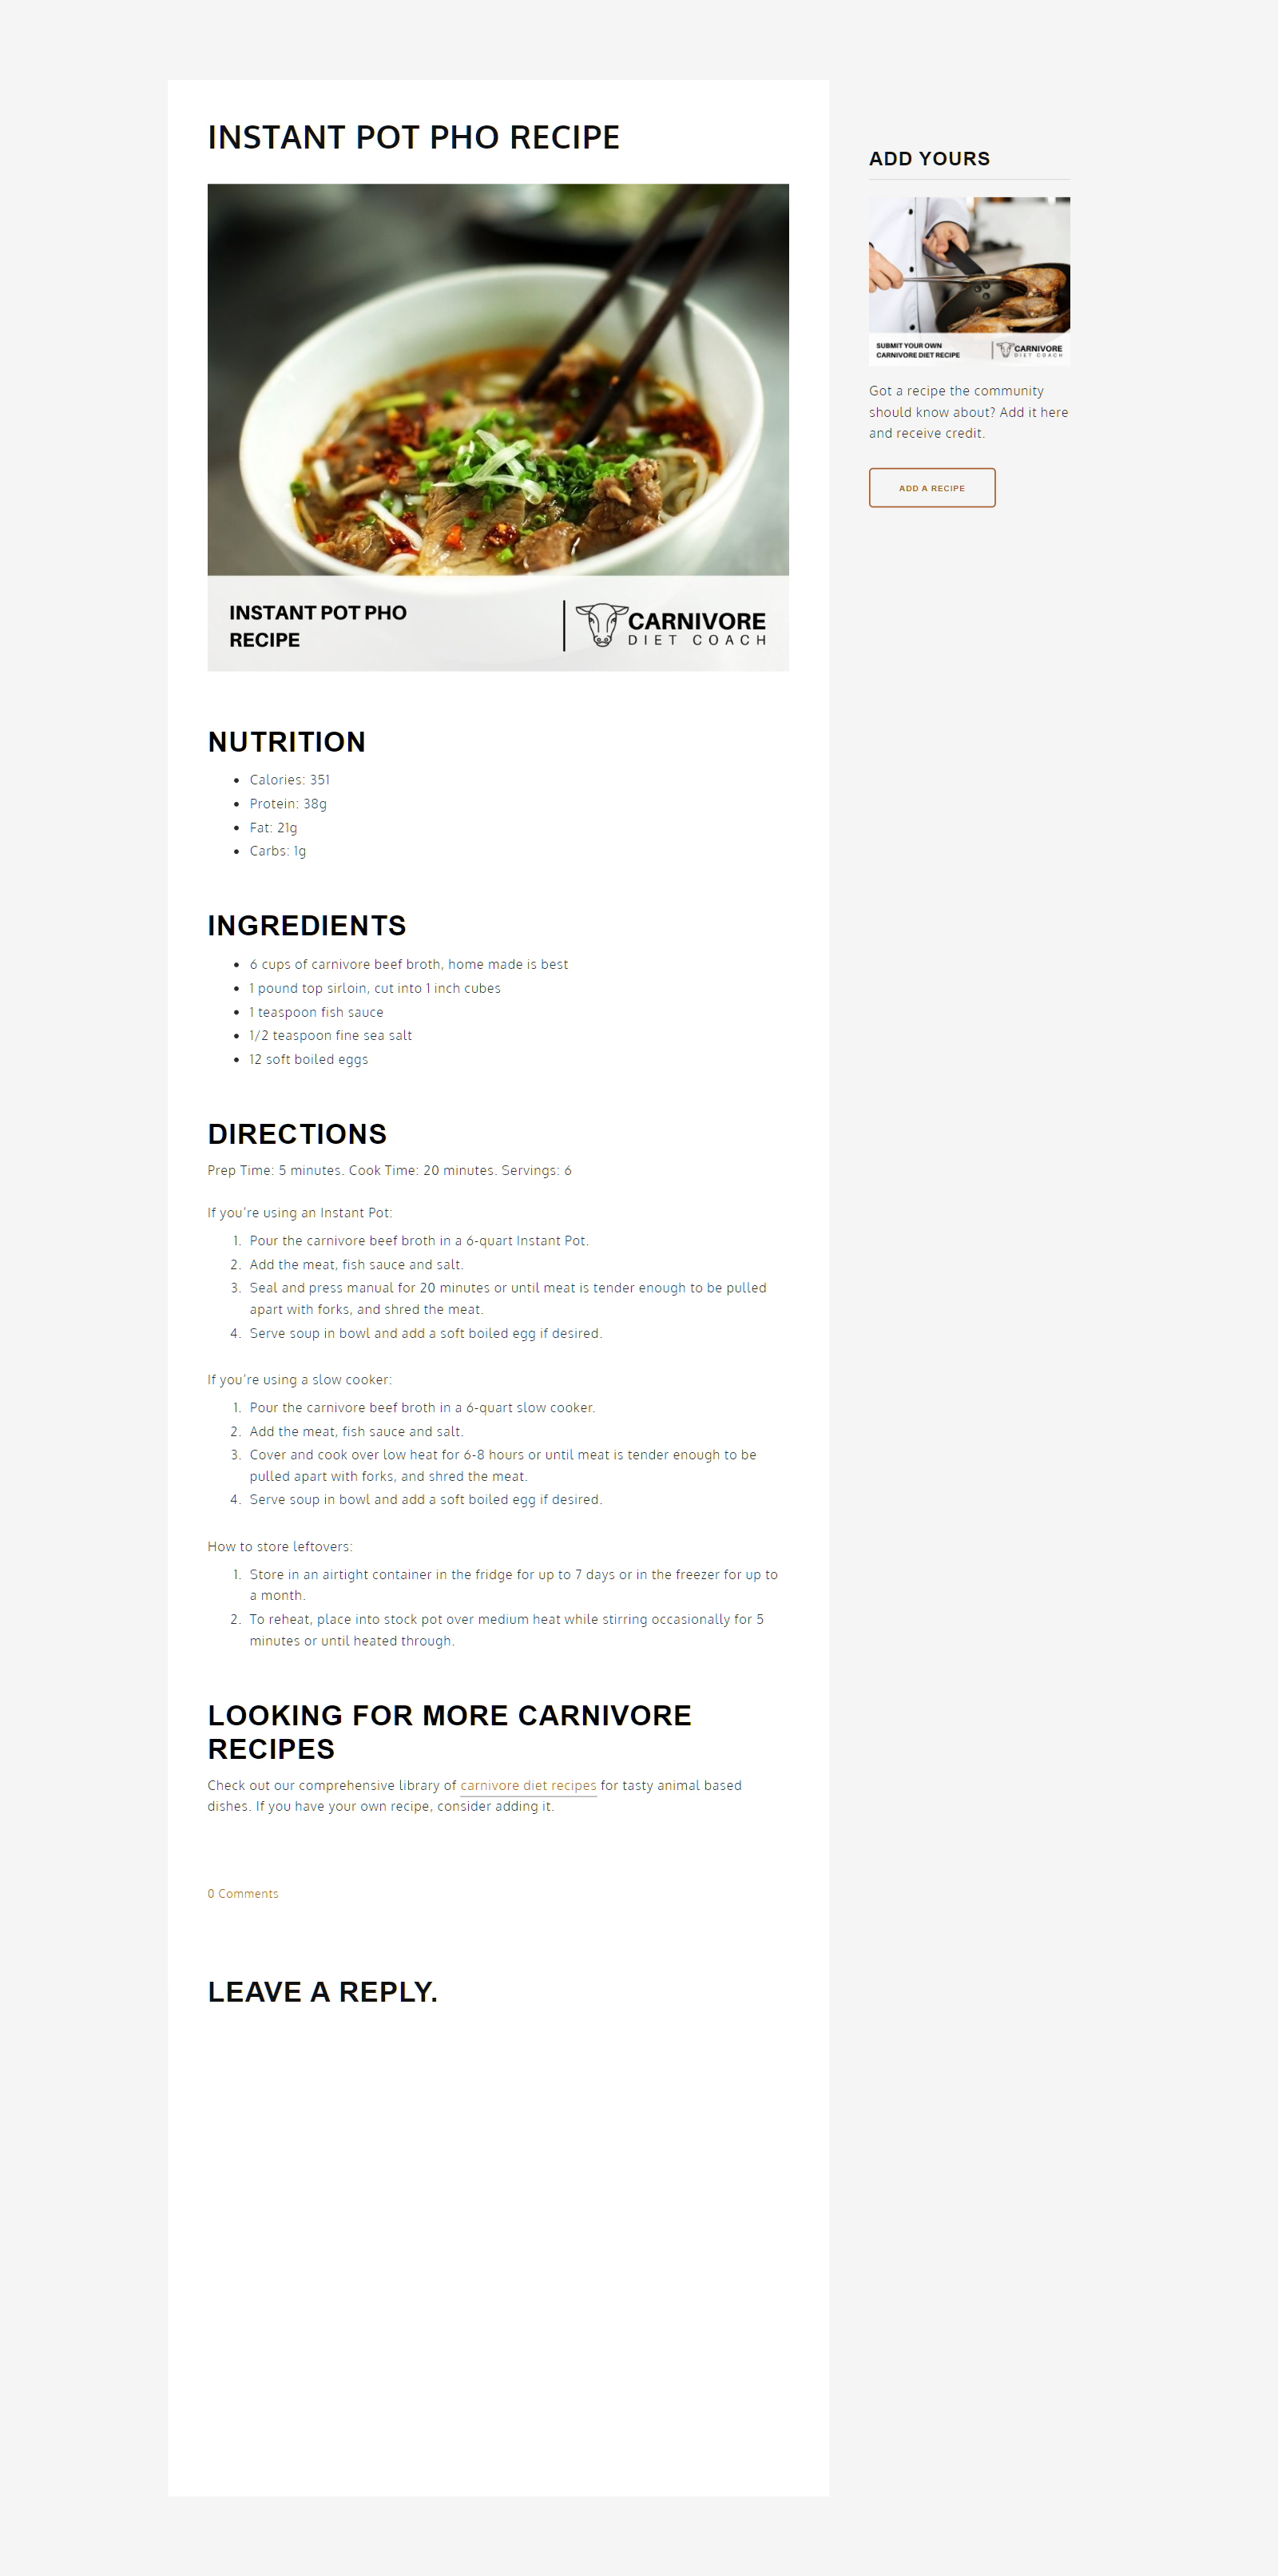 INSTANT POT PHO RECIPE
INSTANT POT PHO
RECIPE
CARNIVORE
DIET COACH
NUTRITION
• Calories: 351
• Protein: 38g
• Fat: 21g
• Carbs: 1g
INGREDIENTS
• 6 cups of carnivore beef broth, home made is best
• 1 pound top sirloin, cut into 1 inch cubes
• 1 teaspoon fish sauce
• 1/2 teaspoon fine sea salt
• 12 soft boiled eggs
DIRECTIONS
Prep Time: 5 minutes. Cook Time: 20 minutes. Servings: 6
If you're using an Instant Pot:
1. Pour the carnivore beef broth in a 6-quart Instant Pot.
2. Add the meat, fish sauce and salt.
3. Seal and press manual for 20 minutes or until meat is tender enough to be pulled
apart with forks, and shred the meat.
4. Serve soup in bowl and add a soft boiled egg if desired.
If you're using a slow cooker:
1. Pour the carnivore beef broth in a 6-quart slow cooker.
2. Add the meat, fish sauce and salt.
3. Cover and cook over low heat for 6-8 hours or until meat is tender enough to be
pulled apart with forks, and shred the meat.
4. Serve soup in bowl and add a soft boiled egg if desired.
How to store leftovers:
1. Store in an airtight container in the fridge for up to 7 days or in the freezer for up to
a month.
2. To reheat, place into stock pot over medium heat while stirring occasionally for 5
minutes or until heated through.
LOOKING FOR MORE CARNIVORE
RECIPES
Check out our comprehensive library of carnivore diet recipes for tasty animal based
dishes. If you have your own recipe, consider adding it.
0 Comments
LEAVE A REPLY.
ADD YOURS
SUBMIT YOUR OWN
CARNIVORE DIET RECIPE
CARNIVORE
DIET COACH
Got a recipe the community
should know about? Add it here
and receive credit.
ADD A RECIPE